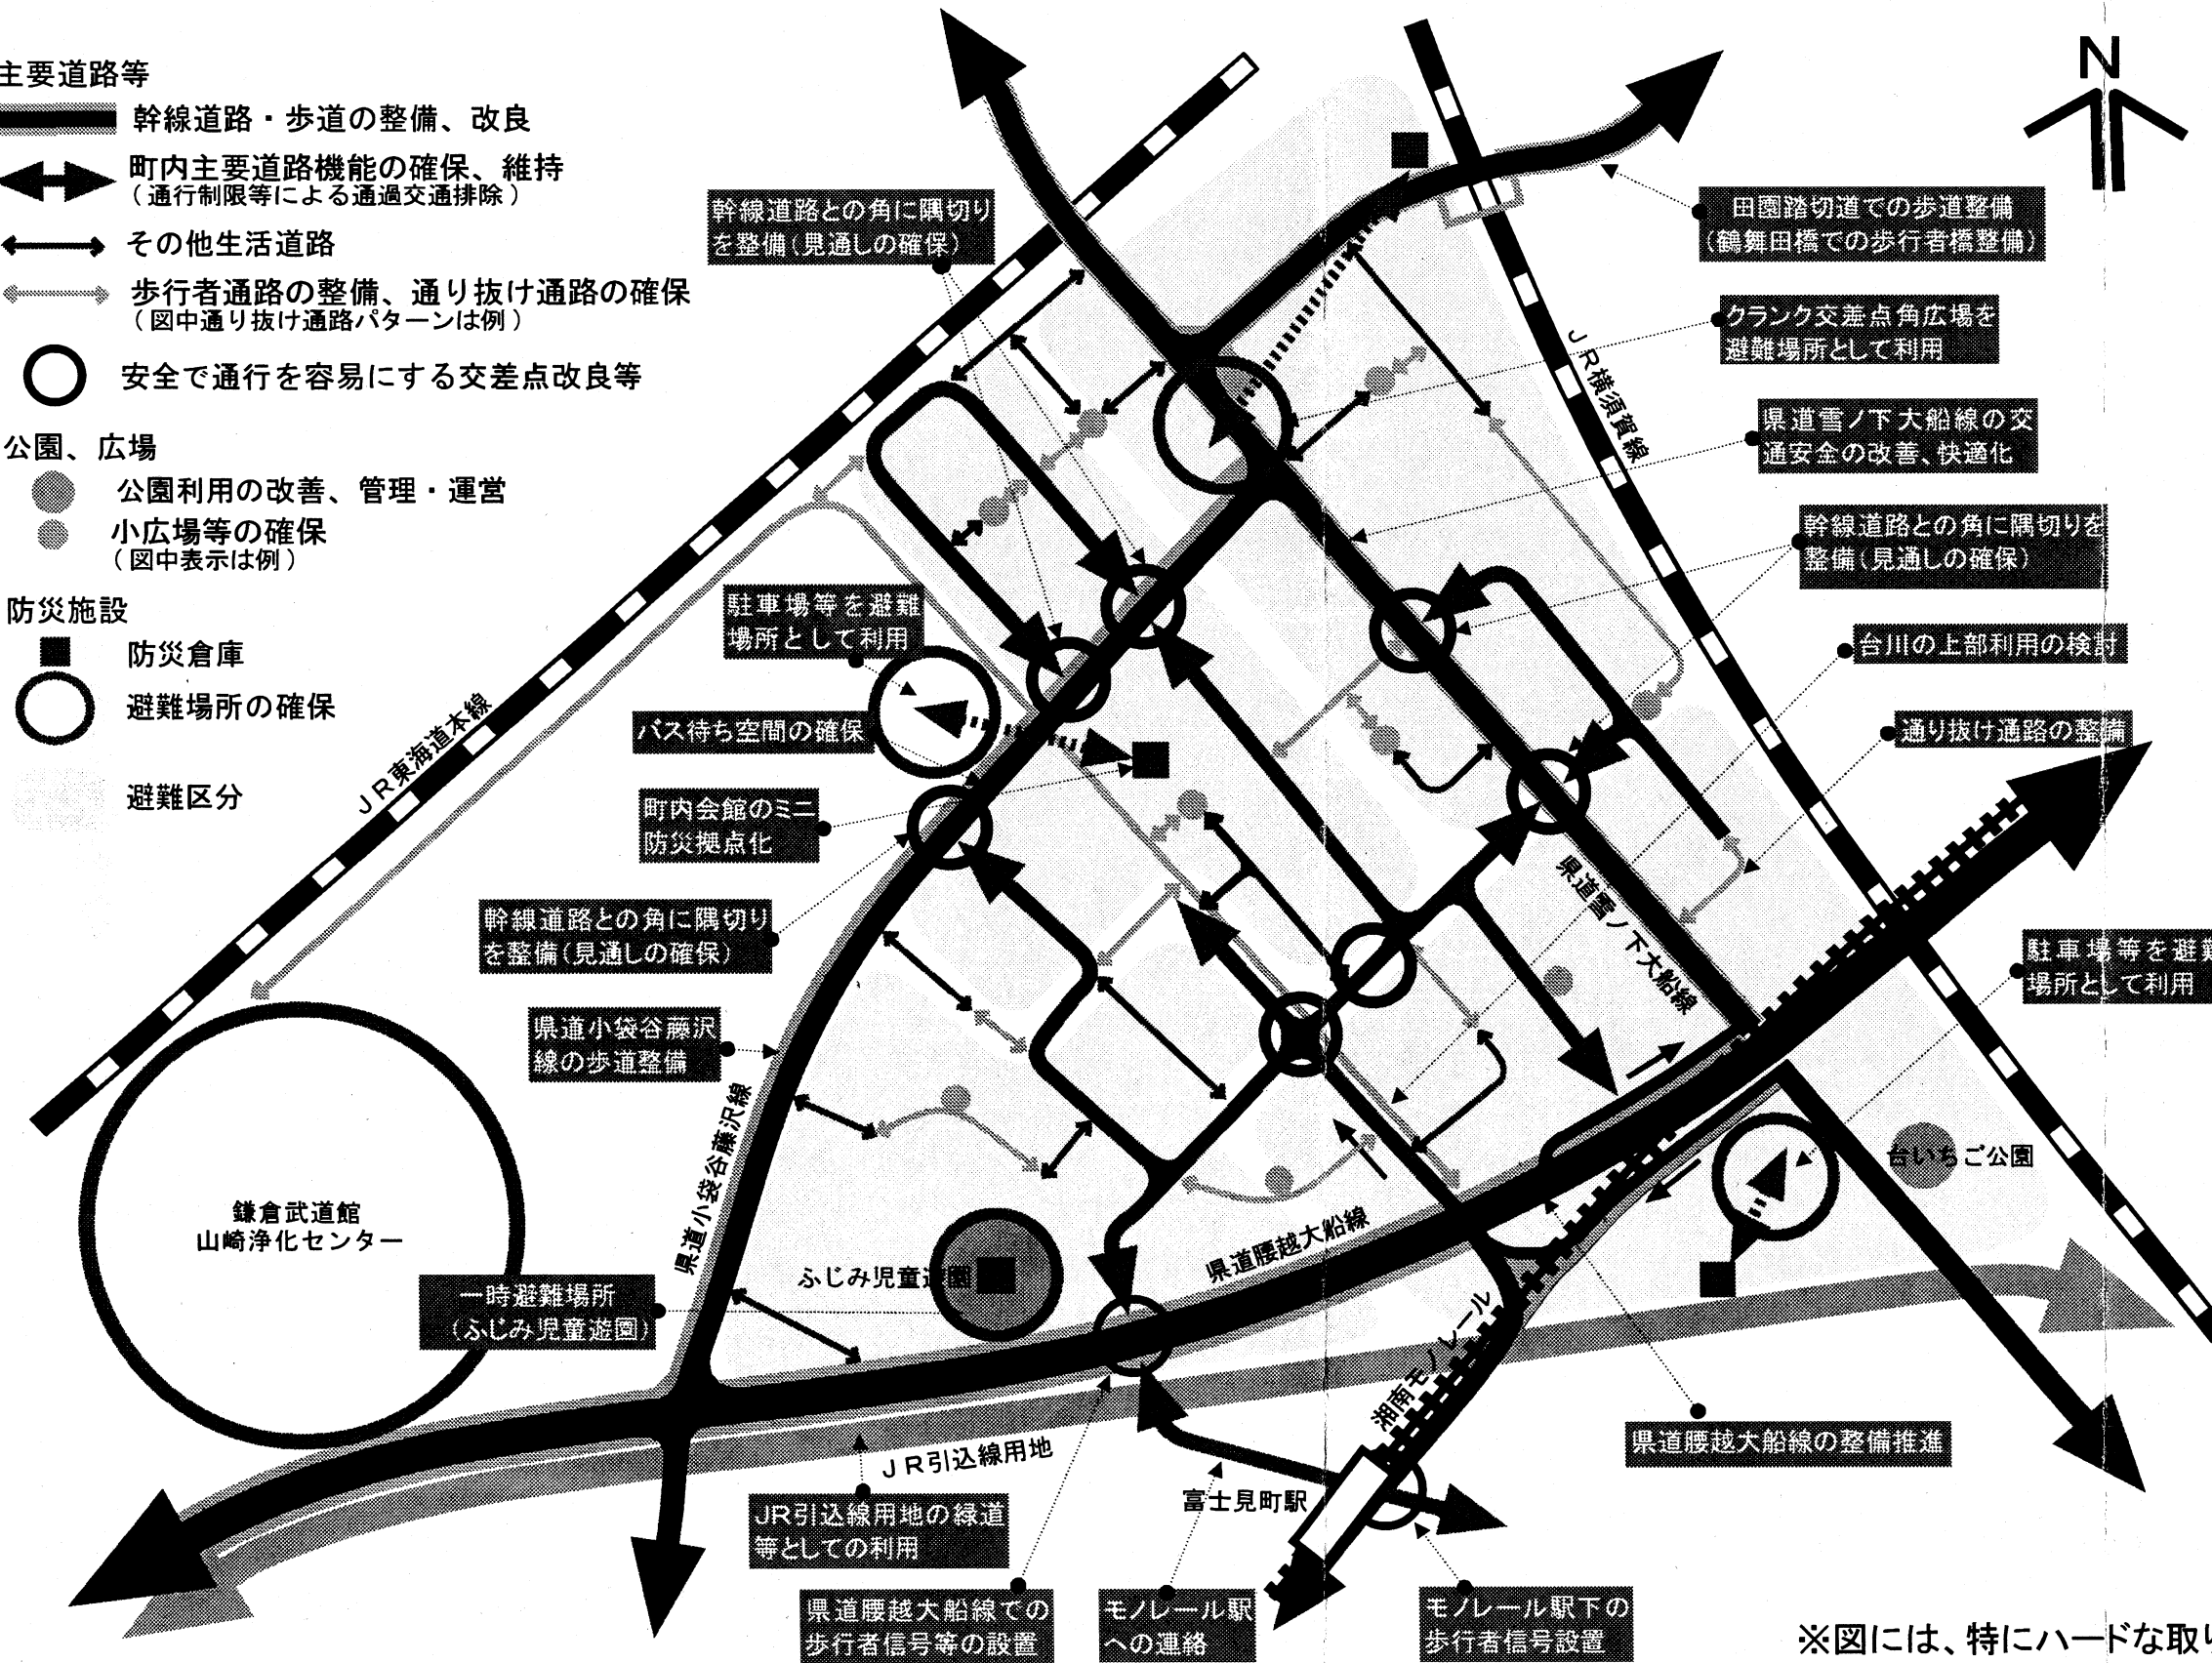 主要道路等
幹線道路・歩道の整備、改良
町内主要道路機能の確保、維持
（通行制限等による通過交通排除）
その他生活道路
歩行者通路の整備、通り抜け通路の確保
（図中通り抜け通路パターンは例）
安全で通行を容易にする交差点改良等
公園、広場
公園利用の改善、管理・運営
小広場等の確保
（図中表示は例）
防災施設
防災倉庫
避難場所の確保
避難区分
N
幹線道路との角に隅切り
を整備（見通しの確保）
田園踏切道での歩道整備
（鶴舞田橋での歩行者橋整備）
クランク交差点角広場を
避難場所として利用
ＪＲ横須賀線
県道雪ノ下大船線の交
通安全の改善、快適化
幹線道路との角に隅切りを
整備（見通しの確保）
駐車場等を避難
場所として利用
台川の上部利用の検討
バス待ち空間の確保
通り抜け通路の整備
ＪＲ東海道本線
町内会館のミニ
防災拠点化
県道雪ノ下大船線
幹線道路との角に隅切り
を整備（見通しの確保）
駐車場等を避難
場所として利用
県道小袋谷藤沢
線の歩道整備
県道小袋谷藤沢線
台いちご公園
鎌倉武道館
山崎浄化センター
県道腰越大船線
ふじみ児童遊園
一時避難場所
（ふじみ児童遊園）
湘南モノレール
県道腰越大船線の整備推進
ＪＲ引込線用地
富士見町駅
JR引込線用地の緑道
等としての利用
県道腰越大船線での
歩行者信号等の設置
モノレール駅
への連絡
モノレール駅下の
歩行者信号設置
※図には、特にハードな取り